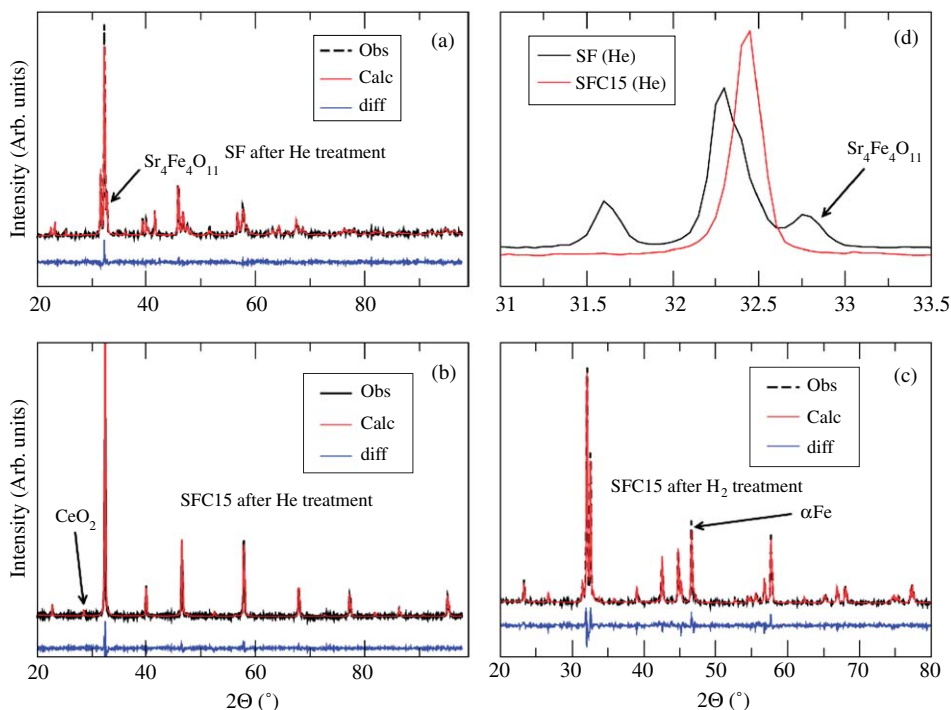 (a)
Obs
Calc
diff
SF after He treatment
Sr4Fe4O11
Intensity (Arb. units)
20 40 60 80
(d)
SF (He)
SFC15 (He)
Sr4Fe4O11
31 31.5 32 32.5 33 33.5
(b)
Obs
Calc
diff
SFC15 after He treatment
CeO2
Intensity (Arb. units)
20 40 60 80
2Θ (°)
(c)
Obs
Calc
diff
SFC15 after H2 treatment
αFe
20 30 40 50 60 70 80
2Θ (°)